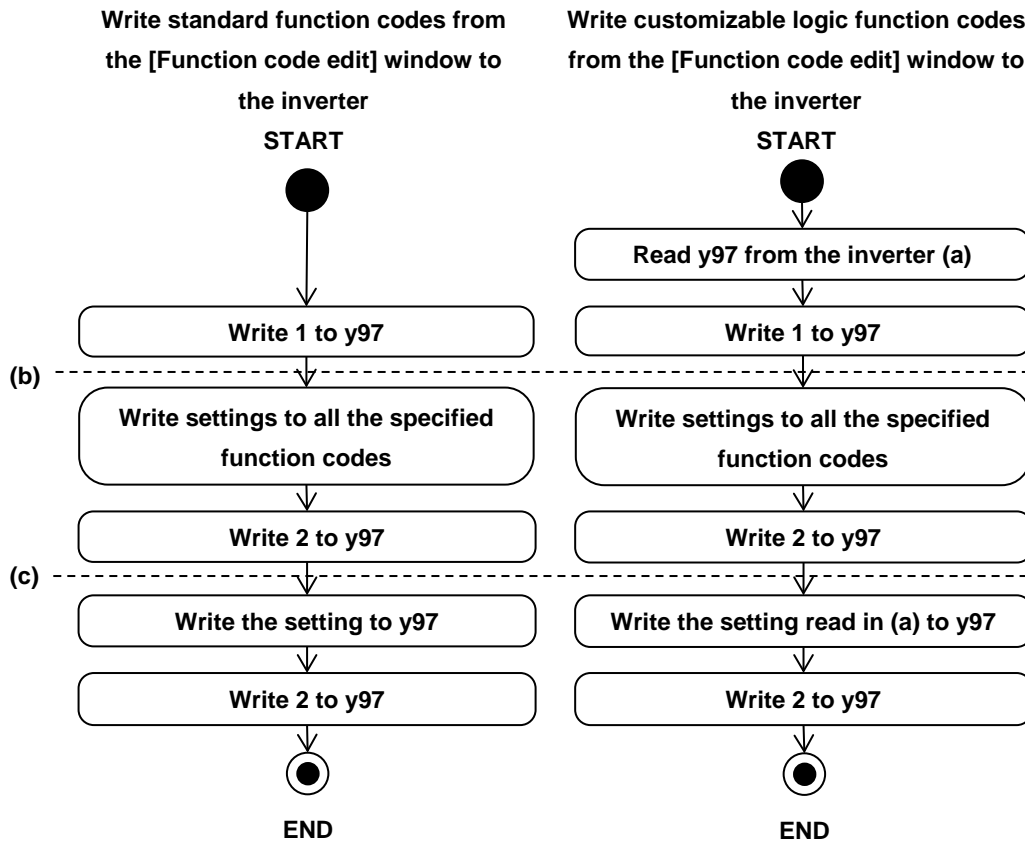 Write standard function codes from
the [Function code edit] window to
the inverter
START
Write 1 to y97
Write settings to all the specified
function codes
Write 2 to y97
Write the setting to y97
Write 2 to y97
END
Write customizable logic function codes
from the [Function code edit] window to
the inverter
START
Read y97 from the inverter (a)
Write 1 to y97
Write settings to all the specified
function codes
Write 2 to y97
Write the setting read in (a) to y97
Write 2 to y97
END
(b)
(c)